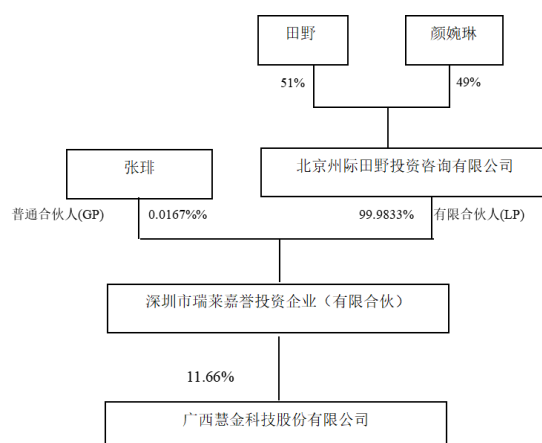 田野
颜婉琳
51%
49%
张琲
北京州际田野投资咨询有限公司
普通合伙人(GP)
0.0167%%
99.9833%
有限合伙人(LP)
深圳市瑞莱嘉誉投资企业（有限合伙）
11.66%
广西慧金科技股份有限公司